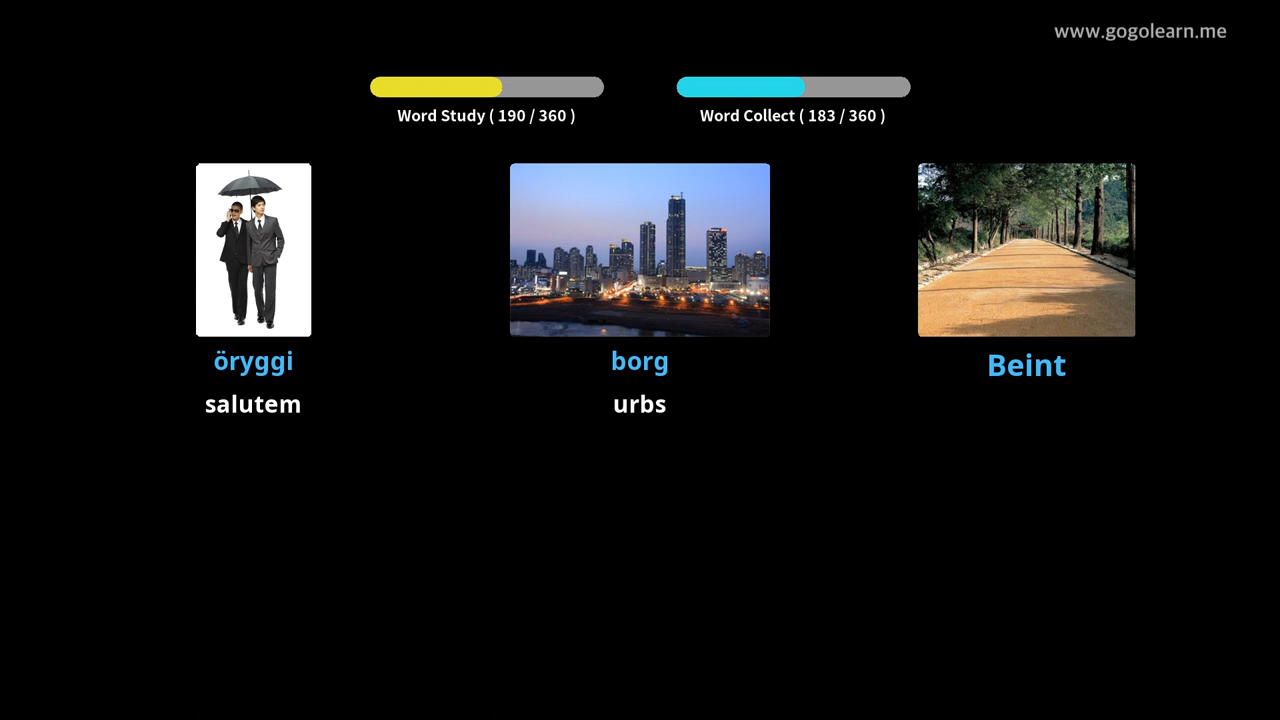 www.gogolearn.me
Word Study ( 190 / 360 )
Word Collect ( 183 / 360 )
öryggi
borg
Beint
salutem
urbs